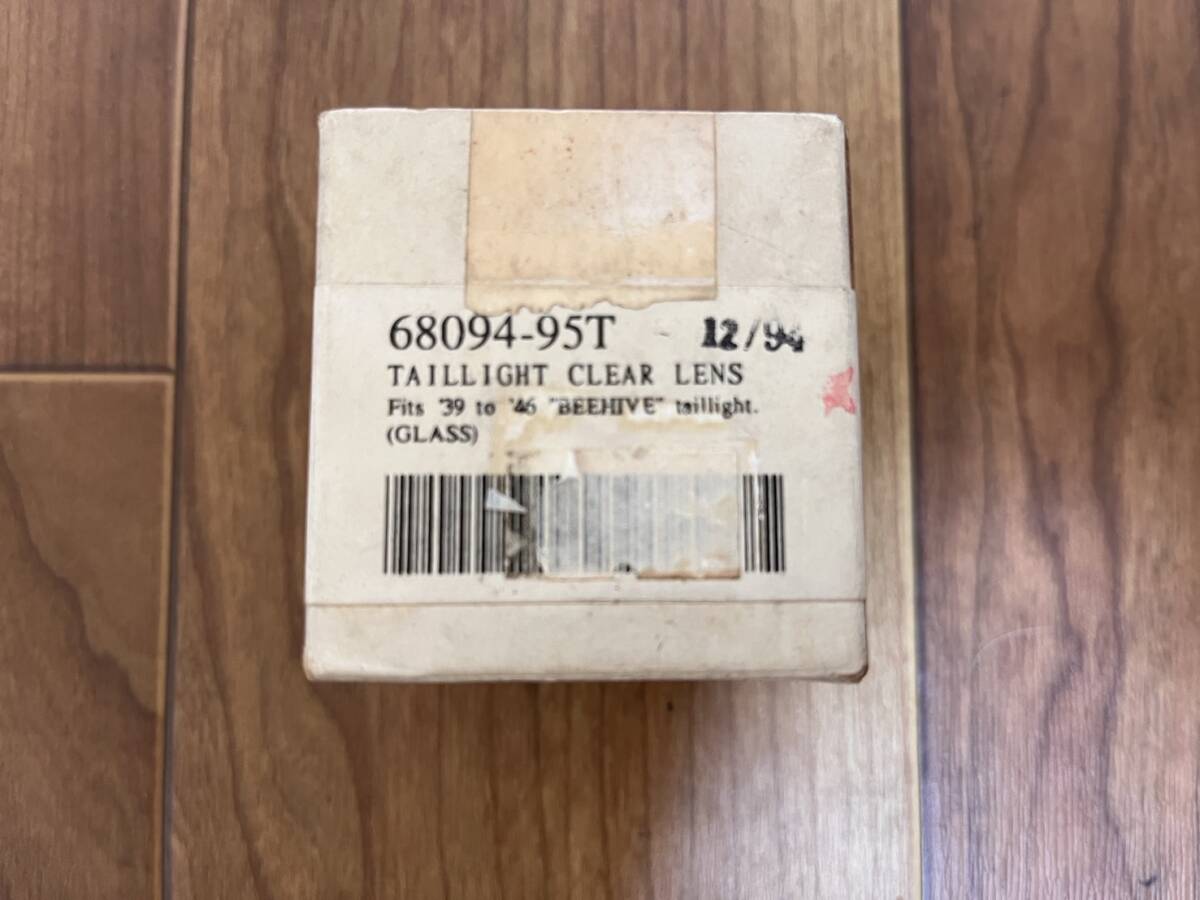 68094-95T 12/94
TAILLIGHT CLEAR LENS
Fits '39 to '46 "BEEHIVE" taillight.
(GLASS)